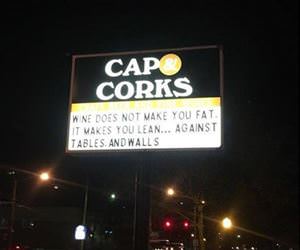 CAP N'
CORKS
WINE DOES NOT MAKE YOU FAT.
IT MAKES YOU LEAN... AGAINST
TABLES, AND WALLS